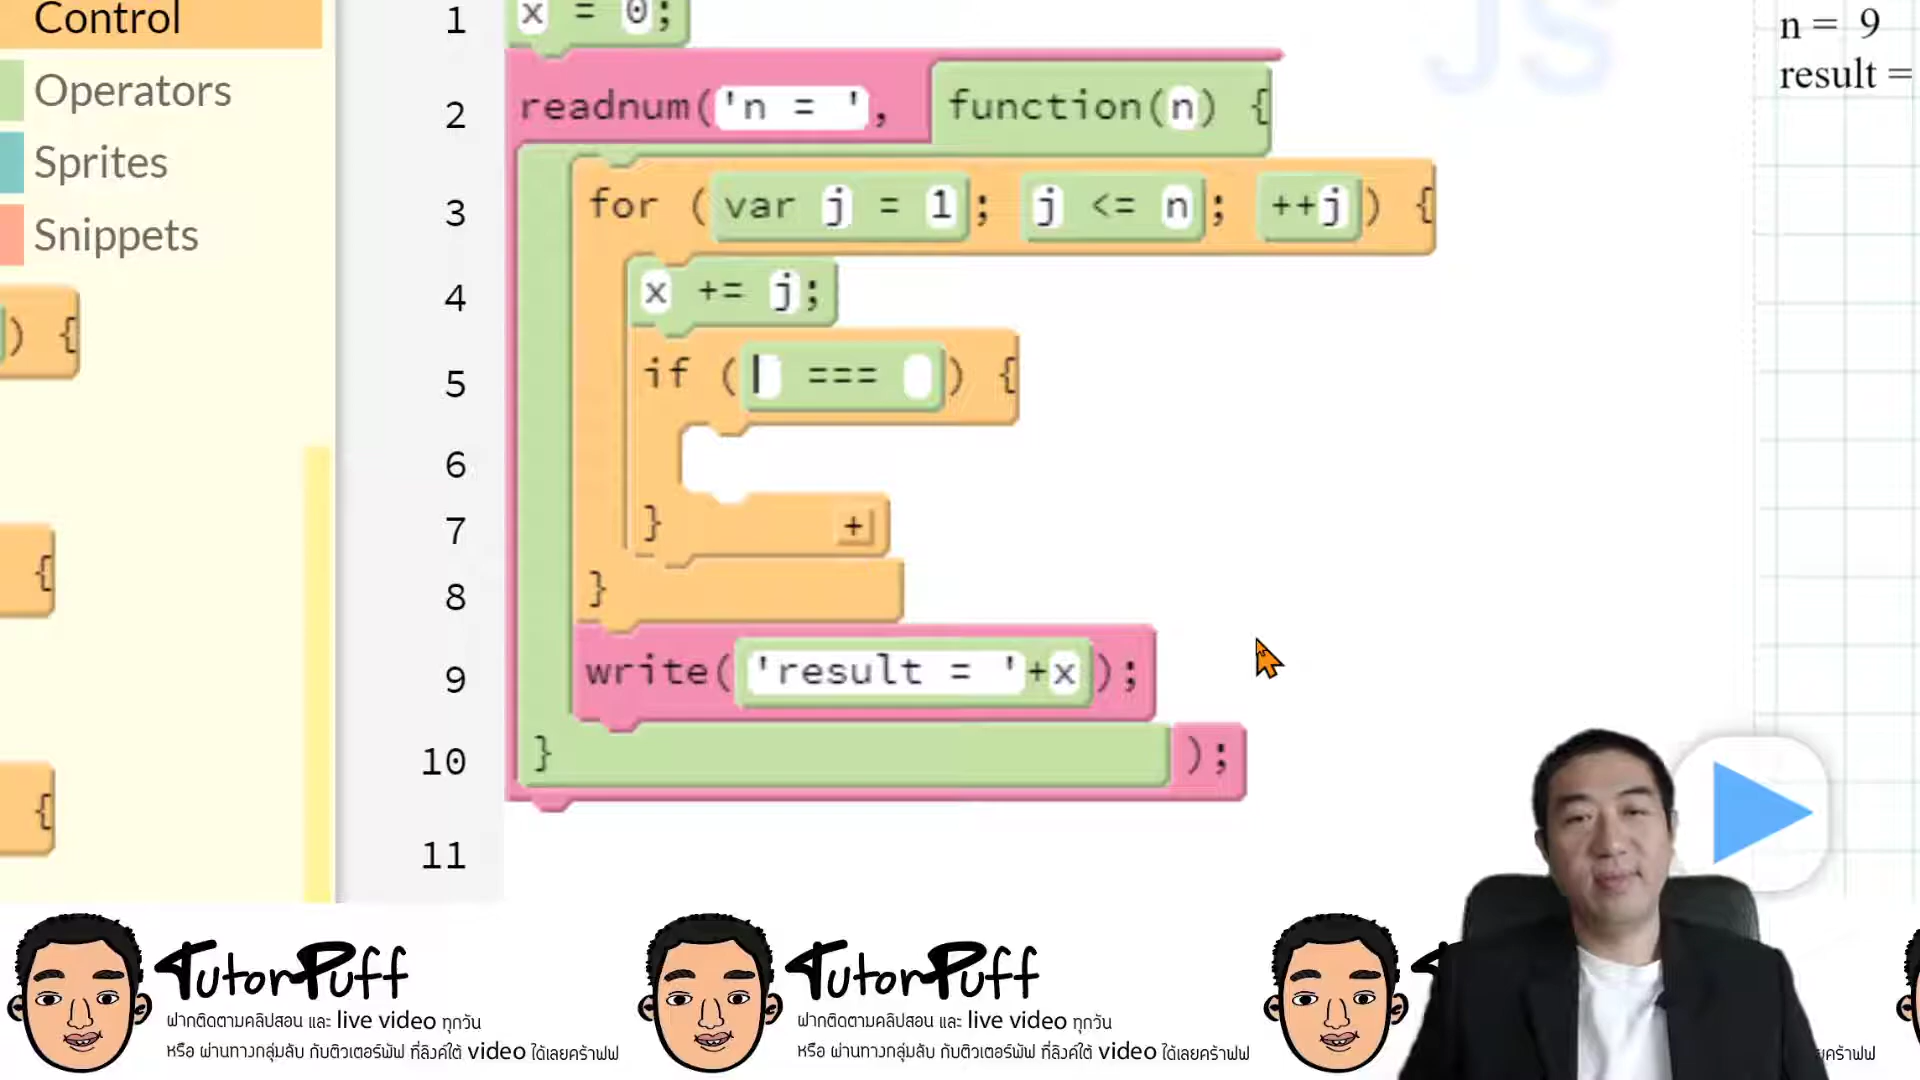 Control
Operators
Sprites
Snippets
) {
{
{
1 x = 0;
2 readnum('n = ', function(n) {
3 for (var j = 1; j <= n; ++j) {
4 x += j;
5 if ( === ) {
6
7 } +
8 }
9 write('result = '+x);
10 } );
11
JS
n = 9
result =
TutorPuff
ฝากติดตามคลิปสอน และ live video ทุกวัน
หรือ ผ่านทางกลุ่มลับ กับติวเตอร์พัฟ ที่ลิงค์ใต้ video ได้เลยคร้าฟฟ
TutorPuff
ฝากติดตามคลิปสอน และ live video ทุกวัน
หรือ ผ่านทางกลุ่มลับ กับติวเตอร์พัฟ ที่ลิงค์ใต้ video ได้เลยคร้าฟฟ